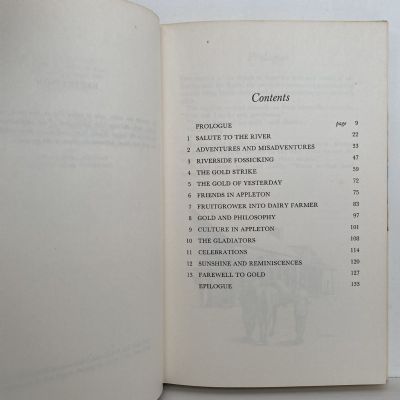 Contents
PROLOGUE page 9
1 SALUTE TO THE RIVER 22
2 ADVENTURES AND MISADVENTURES 33
3 RIVERSIDE FOSSICKING 47
4 THE GOLD STRIKE 59
5 THE GOLD OF YESTERDAY 72
6 FRIENDS IN APPLETON 75
7 FRUITGROWER INTO DAIRY FARMER 83
8 GOLD AND PHILOSOPHY 97
9 CULTURE IN APPLETON 101
10 THE GLADIATORS 108
11 CELEBRATIONS 114
12 SUNSHINE AND REMINISCENCES 120
13 FAREWELL TO GOLD 127
EPILOGUE 133